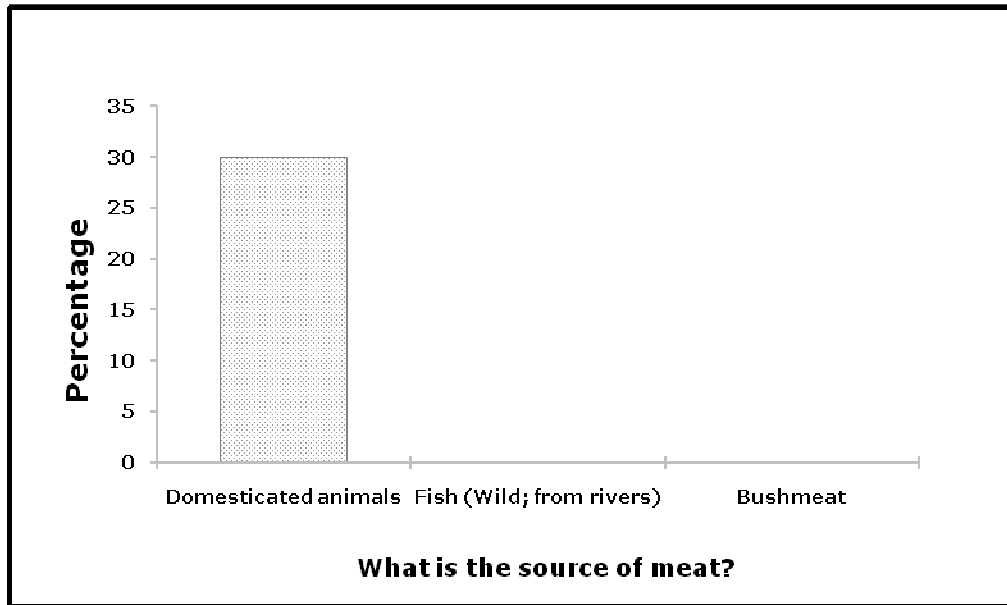 35
30
25
20
15
10
5
0
Percentage
Domesticated animals Fish (Wild; from rivers) Bushmeat
What is the source of meat?